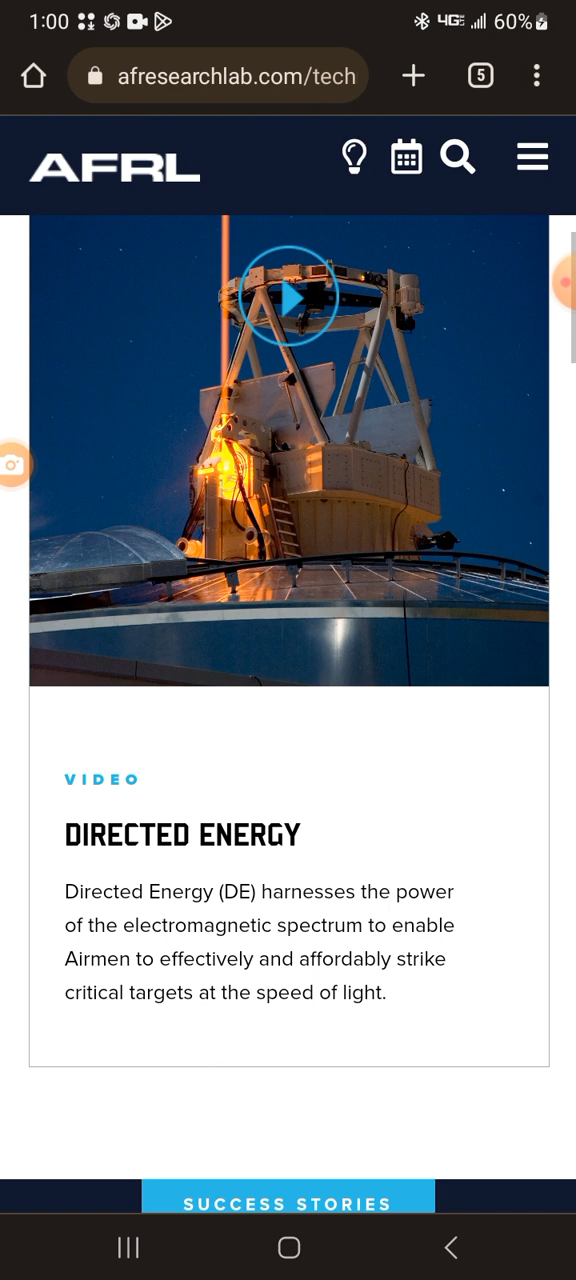 1:00
4G
60%
afresearchlab.com/tech
5
AFRL
VIDEO
DIRECTED ENERGY
Directed Energy (DE) harnesses the power
of the electromagnetic spectrum to enable
Airmen to effectively and affordably strike
critical targets at the speed of light.
SUCCESS STORIES